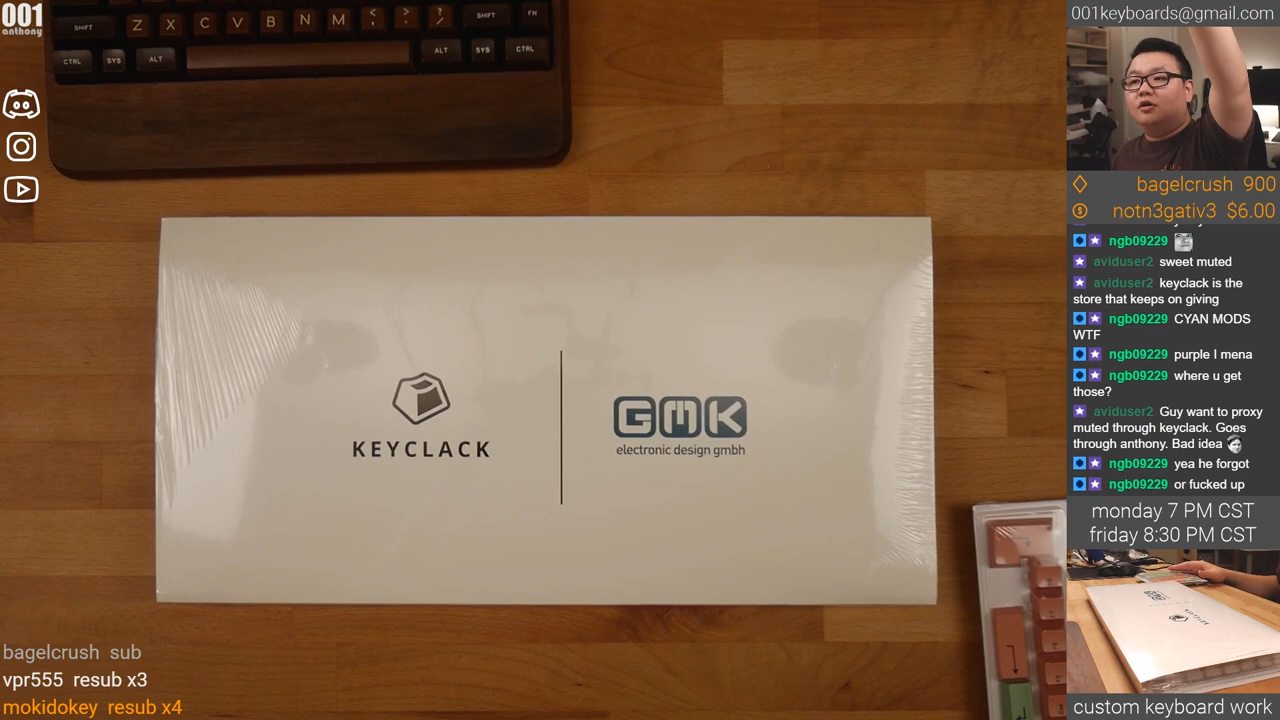 001
anthony
Z X C V B N M < > ?
/
SHIFT
SHIFT
FN
CTRL
SYS
ALT
ALT
SYS
CTRL
KEYCLACK
GMK
electronic design gmbh
bagelcrush sub
vpr555 resub x3
mokidokey resub x4
001keyboards@gmail.com
bagelcrush 900
notn3gativ3 $6.00
ngb09229
aviduser2 sweet muted
aviduser2 keyclack is the
store that keeps on giving
ngb09229 CYAN MODS
WTF
ngb09229 purple I mena
ngb09229 where u get
those?
aviduser2 Guy want to proxy
muted through keyclack. Goes
through anthony. Bad idea
ngb09229 yea he forgot
ngb09229 or fucked up
monday 7 PM CST
friday 8:30 PM CST
GMK
custom keyboard work